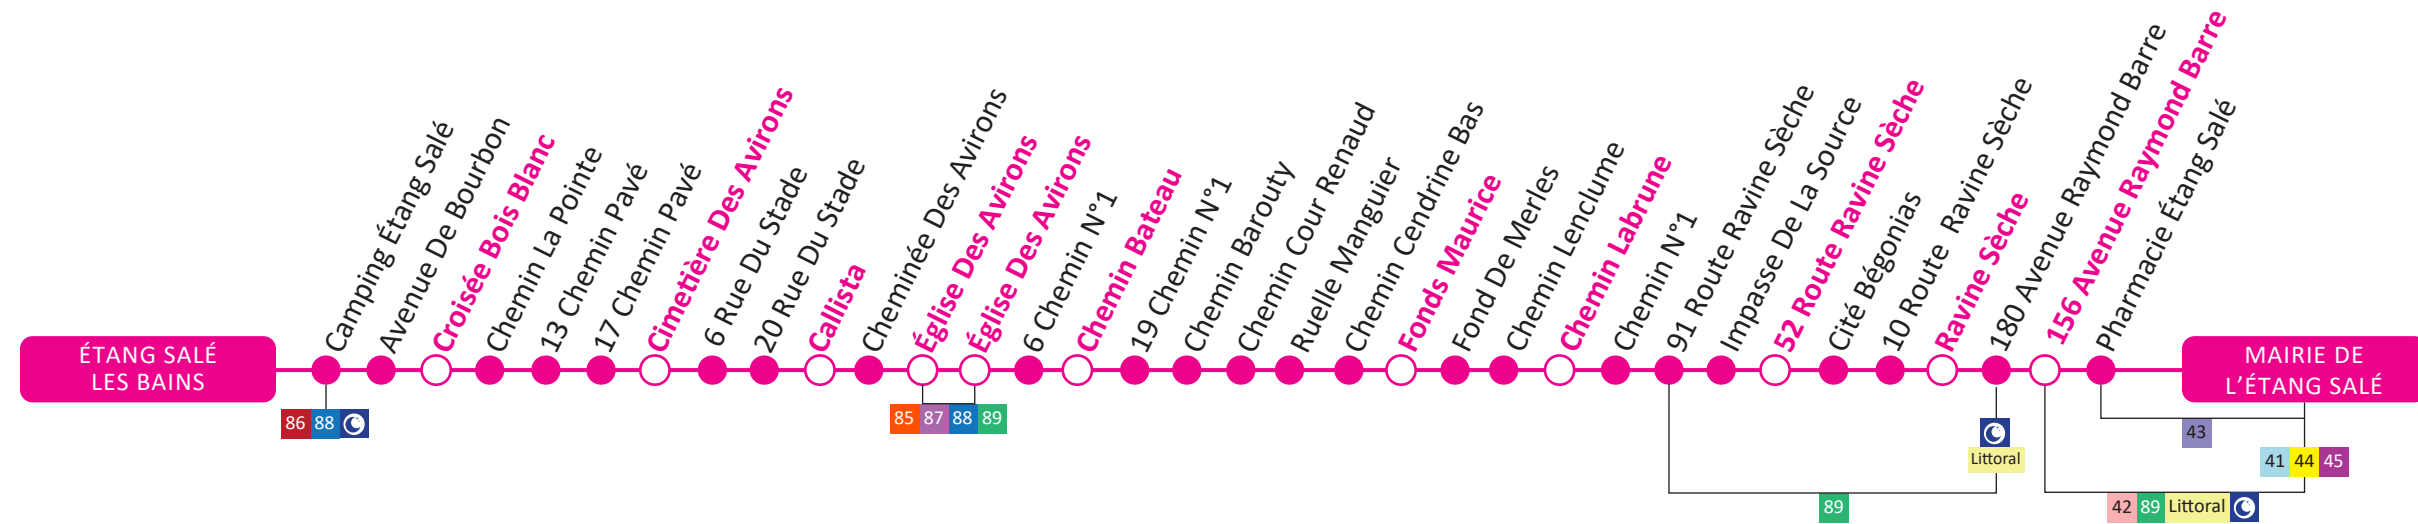 ÉTANG SALÉ
LES BAINS
Camping Étang Salé
Avenue De Bourbon
Croisée Bois Blanc
Chemin La Pointe
13 Chemin Pavé
17 Chemin Pavé
Cimetière Des Avirons
6 Rue Du Stade
20 Rue Du Stade
Callista
Cheminée Des Avirons
Église Des Avirons
Église Des Avirons
6 Chemin N°1
Chemin Bateau
19 Chemin N°1
Chemin Barouty
Chemin Cour Renaud
Ruelle Manguier
Chemin Cendrine Bas
Fonds Maurice
Fond De Merles
Chemin Lenclume
Chemin Labrune
Chemin N°1
91 Route Ravine Sèche
Impasse De La Source
52 Route Ravine Sèche
Cité Bégonias
10 Route Ravine Sèche
Ravine Sèche
180 Avenue Raymond Barre
156 Avenue Raymond Barre
Pharmacie Étang Salé
MAIRIE DE
L'ÉTANG SALÉ
86 88
85 87 88 89
Littoral
89
43
41 44 45
42 89 Littoral